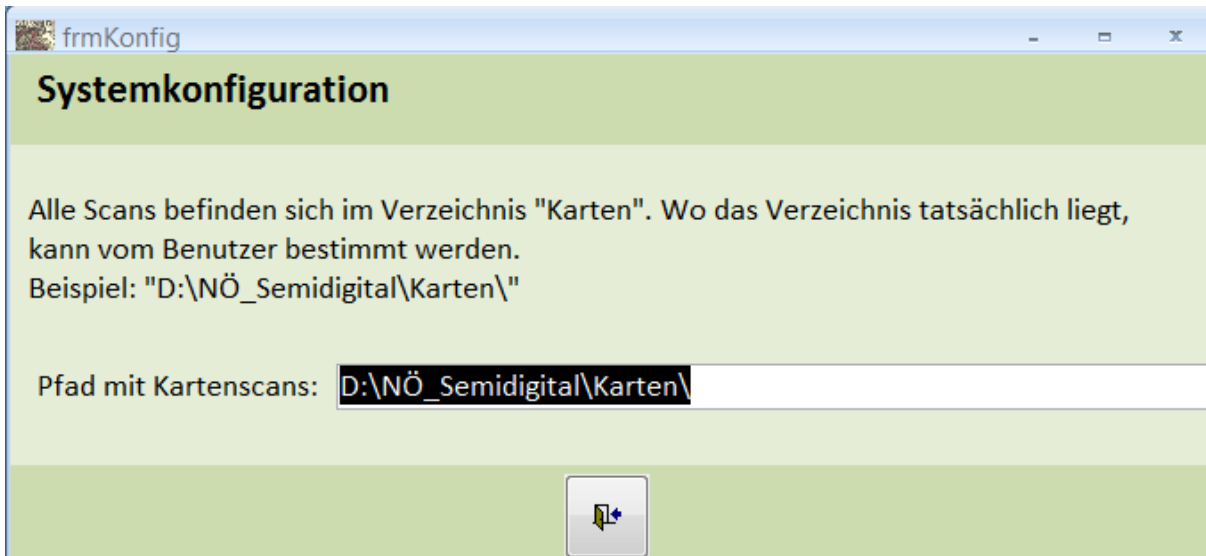 frmKonfig
Systemkonfiguration
Alle Scans befinden sich im Verzeichnis "Karten". Wo das Verzeichnis tatsächlich liegt,
kann vom Benutzer bestimmt werden.
Beispiel: "D:\NÖ_Semidigital\Karten\"
Pfad mit Kartenscans: D:\NÖ_Semidigital\Karten\